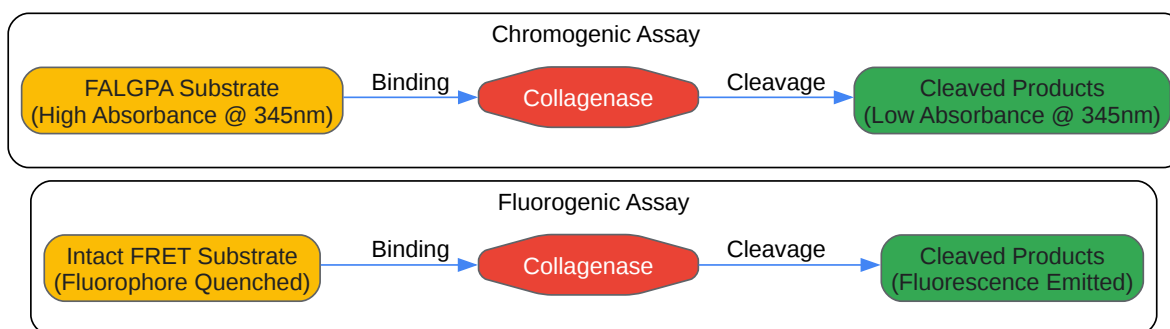 Chromogenic Assay
FALGPA Substrate
(High Absorbance @ 345nm)
Binding
Collagenase
Cleavage
Cleaved Products
(Low Absorbance @ 345nm)
Fluorogenic Assay
Intact FRET Substrate
(Fluorophore Quenched)
Binding
Collagenase
Cleavage
Cleaved Products
(Fluorescence Emitted)